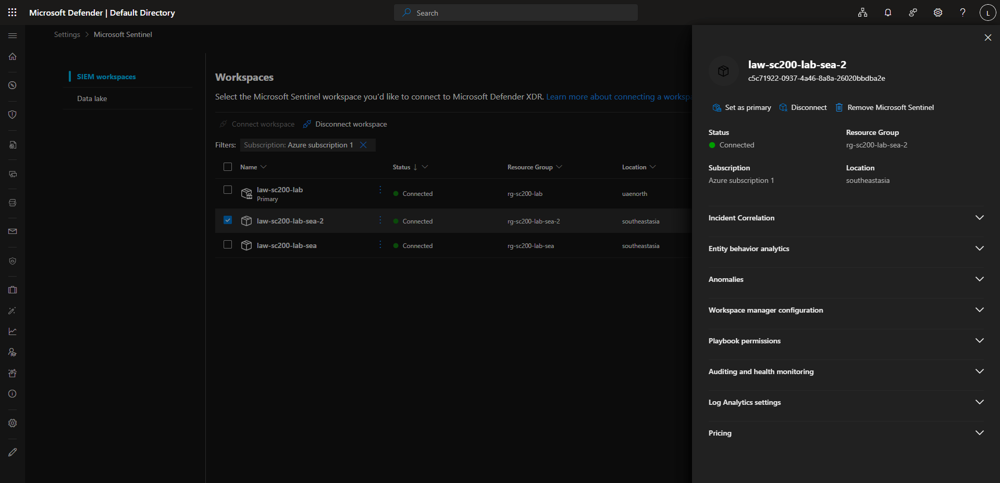 Microsoft Defender | Default Directory
Search
L
Settings > Microsoft Sentinel
SIEM workspaces
Data lake
Workspaces
Select the Microsoft Sentinel workspace you'd like to connect to Microsoft Defender XDR. Learn more about connecting a
Connect workspace Disconnect workspace
Filters: Subscription: Azure subscription 1
Name Status Resource Group Location
law-sc200-lab
Primary
Connected rg-sc200-lab uaenorth
law-sc200-lab-sea-2 Connected rg-sc200-lab-sea-2 southeastasia
law-sc200-lab-sea Connected rg-sc200-lab-sea southeastasia
law-sc200-lab-sea-2
c5c71922-0937-4a46-8a8a-26020bbdba2e
Set as primary Disconnect Remove Microsoft Sentinel
Status Resource Group
Connected rg-sc200-lab-sea-2
Subscription Location
Azure subscription 1 southeastasia
Incident Correlation
Entity behavior analytics
Anomalies
Workspace manager configuration
Playbook permissions
Auditing and health monitoring
Log Analytics settings
Pricing